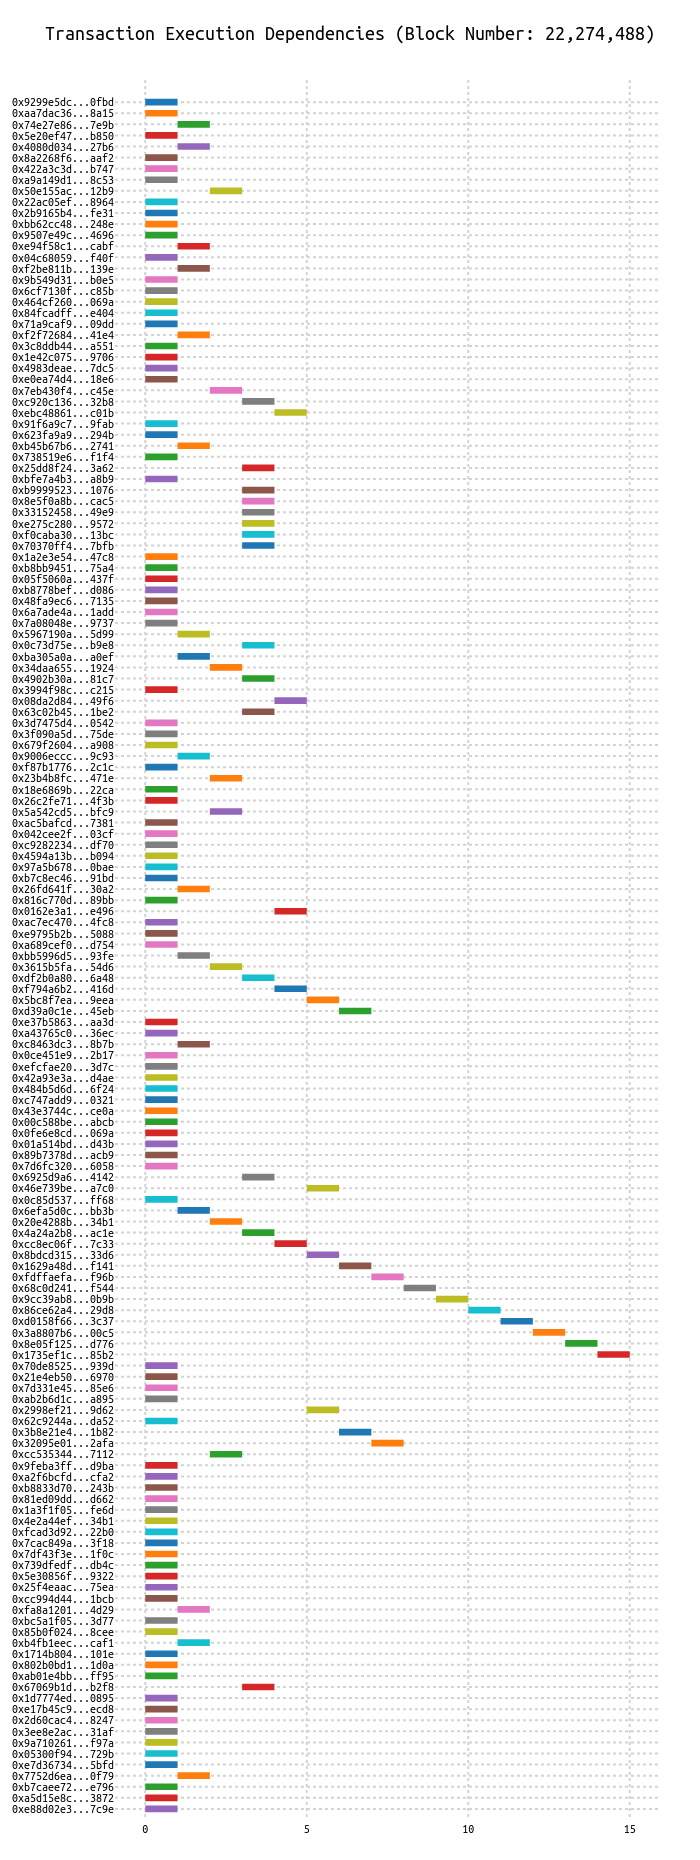 Transaction Execution Dependencies (Block Number: 22,274,488)
0x9299e5dc...0fbd
0xaa7dac36...8a15
0x74e27e86...7e9b
0x5e20ef47...b850
0x4080d034...27b6
0x8a2268f6...aaf2
0x422a3c3d...b747
0xa9a149d1...8c53
0x50e155ac...12b9
0x22ac05ef...8964
0x2b9165b4...fe31
0xbb62cc48...248e
0x9507e49c...4696
0xe94f58c1...cabf
0x04c68059...f40f
0xf2be811b...139e
0x9b549d31...b0e5
0x6cf7130f...c85b
0x464cf260...069a
0x84fcadff...e404
0x71a9caf9...09dd
0xf2f72684...41e4
0x3c8ddb44...a551
0x1e42c075...9706
0x4983deae...7dc5
0xe0ea74d4...18e6
0x7eb430f4...c45e
0xc920c136...32b8
0xebc48861...c01b
0x91f6a9c7...9fab
0x623fa9a9...294b
0xb45b67b6...2741
0x738519e6...f1f4
0x25dd8f24...3a62
0xbfe7a4b3...a8b9
0xb9999523...1076
0x8e5f0a8b...cac5
0x33152458...49e9
0xe275c280...9572
0xf0caba30...13bc
0x70370ff4...7bfb
0x1a2e3e54...47c8
0xb8bb9451...75a4
0x05f5060a...437f
0xb8778bef...d086
0x48fa9ec6...7135
0x6a7ade4a...1add
0x7a08048e...9737
0x5967190a...5d99
0x0c73d75e...b9e8
0xba305a0a...a0ef
0x34daa655...1924
0x4902b30a...81c7
0x3994f98c...c215
0x08da2d84...49f6
0x63c02b45...1be2
0x3d7475d4...0542
0x3f090a5d...75de
0x679f2604...a908
0x9006eccc...9c93
0xf87b1776...2c1c
0x23b4b8fc...471e
0x18e6869b...22ca
0x26c2fe71...4f3b
0x5a542cd5...bfc9
0xac5bafcd...7381
0x042cee2f...03cf
0xc9282234...df70
0x4594a13b...b094
0x97a5b678...0bae
0xb7c8ec46...91bd
0x26fd641f...30a2
0x816c770d...89bb
0x0162e3a1...e496
0xac7ec470...4fc8
0xe9795b2b...5088
0xa689cef0...d754
0xbb5996d5...93fe
0x3615b5fa...54d6
0xdf2b0a80...6a48
0xf794a6b2...416d
0x5bc8f7ea...9eea
0xd39a0c1e...45eb
0xe37b5863...aa3d
0xa43765c0...36ec
0xc8463dc3...8b7b
0x0ce451e9...2b17
0xefcfae20...3d7c
0x42a93e3a...d4ae
0x484b5d6d...6f24
0xc747add9...0321
0x43e3744c...ce0a
0x00c588be...abcb
0x0fe6e8cd...069a
0x01a514bd...d43b
0x89b7378d...acb9
0x7d6fc320...6058
0x6925d9a6...4142
0x46e739be...a7c0
0x0c85d537...ff68
0x6efa5d0c...bb3b
0x20e4288b...34b1
0x4a24a2b8...ac1e
0xcc8ec06f...7c33
0x8bdcd315...33d6
0x1629a48d...f141
0xfdffaefa...f96b
0x68c0d241...f544
0x9cc39ab8...0b9b
0x86ce62a4...29d8
0xd0158f66...3c37
0x3a8807b6...00c5
0x8e05f125...d776
0x1735ef1c...85b2
0x70de8525...939d
0x21e4eb50...6970
0x7d331e45...85e6
0xab2b6d1c...a895
0x2998ef21...9d62
0x62c9244a...da52
0x3b8e21e4...1b82
0x32095e01...2afa
0xcc535344...7112
0x9feba3ff...d9ba
0xa2f6bcfd...cfa2
0xb8833d70...243b
0x81ed09dd...d662
0x1a3f1f05...fe6d
0x4e2a44ef...34b1
0xfcad3d92...22b0
0x7cac849a...3f18
0x7df43f3e...1f0c
0x739dfedf...db4c
0x5e30856f...9322
0x25f4eaac...75ea
0xcc994d44...1bcb
0xfa8a1201...4d29
0xbc5a1f05...3d77
0x85b0f024...8cee
0xb4fb1eec...caf1
0x1714b804...101e
0x802b0bd1...1d0a
0xab01e4bb...ff95
0x67069b1d...b2f8
0x1d7774ed...0895
0xe17b45c9...ecd8
0x2d60cac4...8247
0x3ee8e2ac...31af
0x9a710261...f97a
0x05300f94...729b
0xe7d36734...5bfd
0x7752d6ea...0f79
0xb7caee72...e796
0xa5d15e8c...3872
0xe88d02e3...7c9e
0 5 10 15